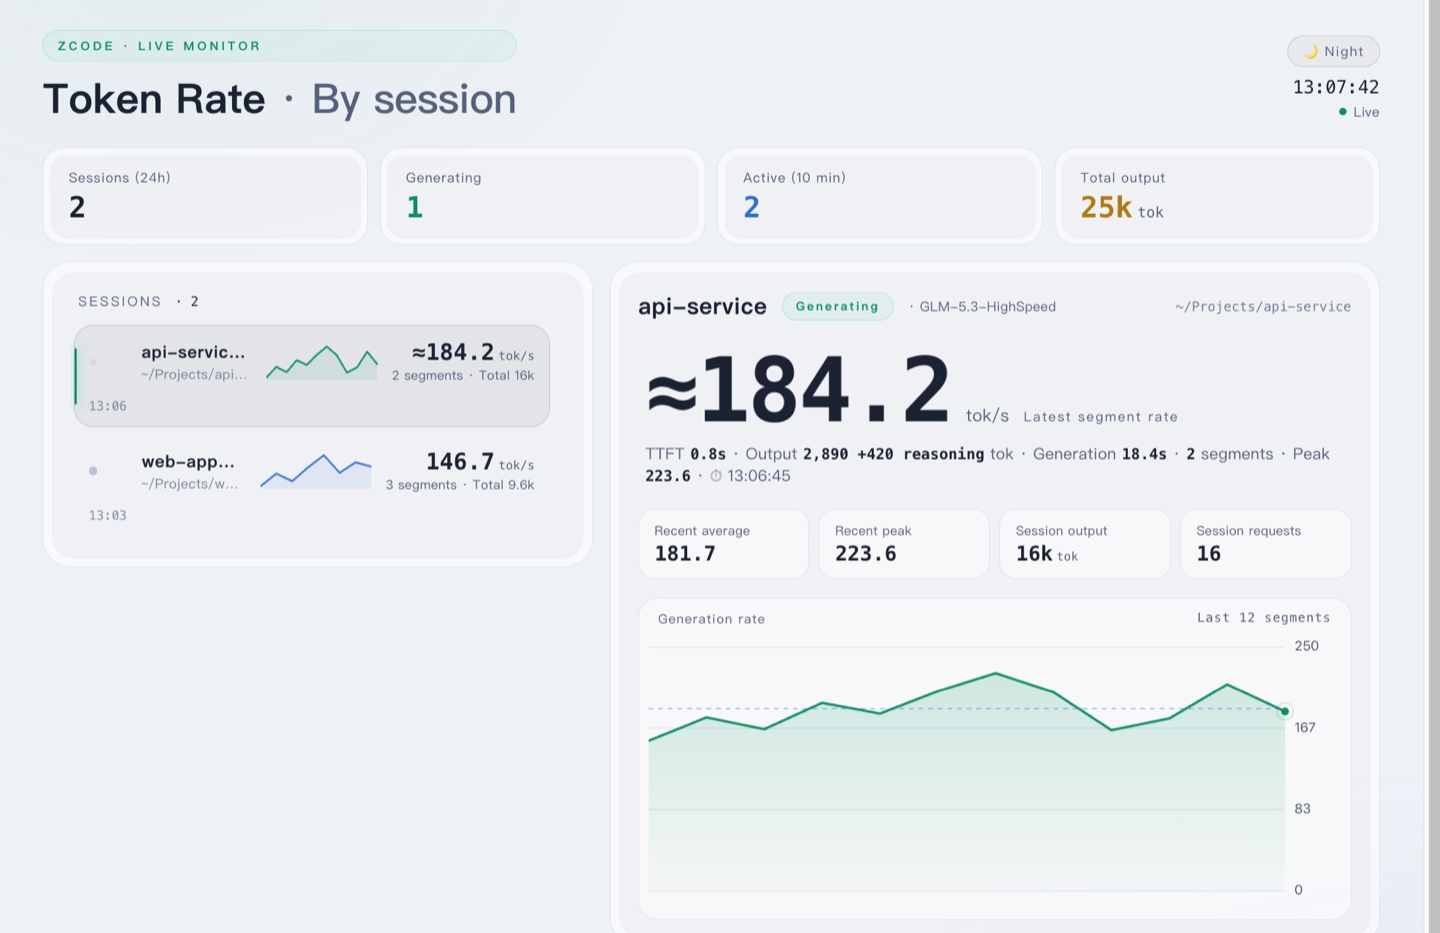 ZCODE · LIVE MONITOR
Token Rate · By session
🌙 Night
13:07:42
Live
Sessions (24h)
2
Generating
1
Active (10 min)
2
Total output
25k tok
SESSIONS · 2
api-servic...
~/Projects/api...
≈184.2 tok/s
2 segments · Total 16k
13:06
web-app...
~/Projects/w...
146.7 tok/s
3 segments · Total 9.6k
13:03
api-service Generating · GLM-5.3-HighSpeed ~/Projects/api-service
≈184.2 tok/s Latest segment rate
TTFT 0.8s · Output 2,890 +420 reasoning tok · Generation 18.4s · 2 segments · Peak
223.6 · ⏱ 13:06:45
Recent average
181.7
Recent peak
223.6
Session output
16k tok
Session requests
16
Generation rate
Last 12 segments
250
167
83
0